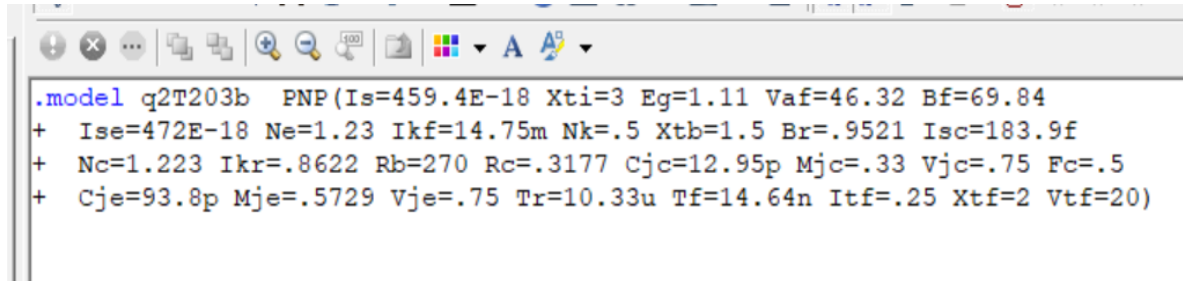 .model q2T203b  PNP(Is=459.4E-18 Xti=3 Eg=1.11 Vaf=46.32 Bf=69.84
+  Ise=472E-18 Ne=1.23 Ikf=14.75m Nk=.5 Xtb=1.5 Br=.9521 Isc=183.9f
+  Nc=1.223 Ikr=.8622 Rb=270 Rc=.3177 Cjc=12.95p Mjc=.33 Vjc=.75 Fc=.5
+  Cje=93.8p Mje=.5729 Vje=.75 Tr=10.33u Tf=14.64n Itf=.25 Xtf=2 Vtf=20)